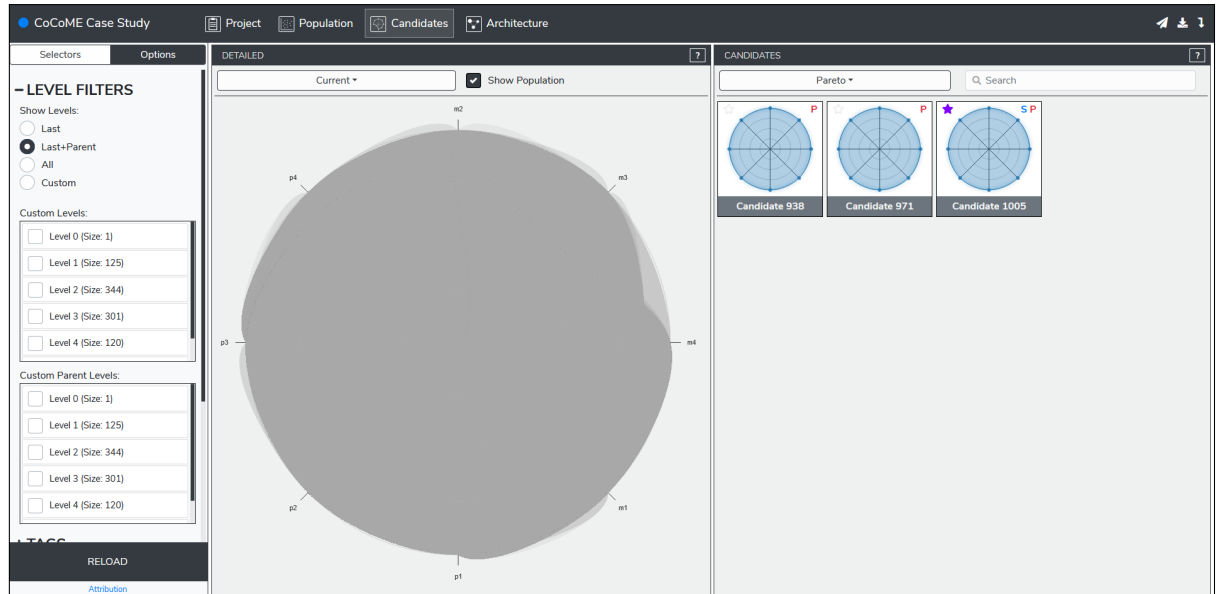 CoCoME Case Study Project Population Candidates Architecture
Selectors Options
LEVEL FILTERS
Show Levels:
Last
Last+Parent
All
Custom
Custom Levels:
Level 0 (Size: 1)
Level 1 (Size: 125)
Level 2 (Size: 344)
Level 3 (Size: 301)
Level 4 (Size: 120)
Custom Parent Levels:
Level 0 (Size: 1)
Level 1 (Size: 125)
Level 2 (Size: 344)
Level 3 (Size: 301)
Level 4 (Size: 120)
RELOAD
Attribution
DETAILED ?
Current Show Population
m2
p4 m3
p3 m4
p2 m1
p1
CANDIDATES ?
Pareto Search
P P S P
Candidate 938 Candidate 971 Candidate 1005